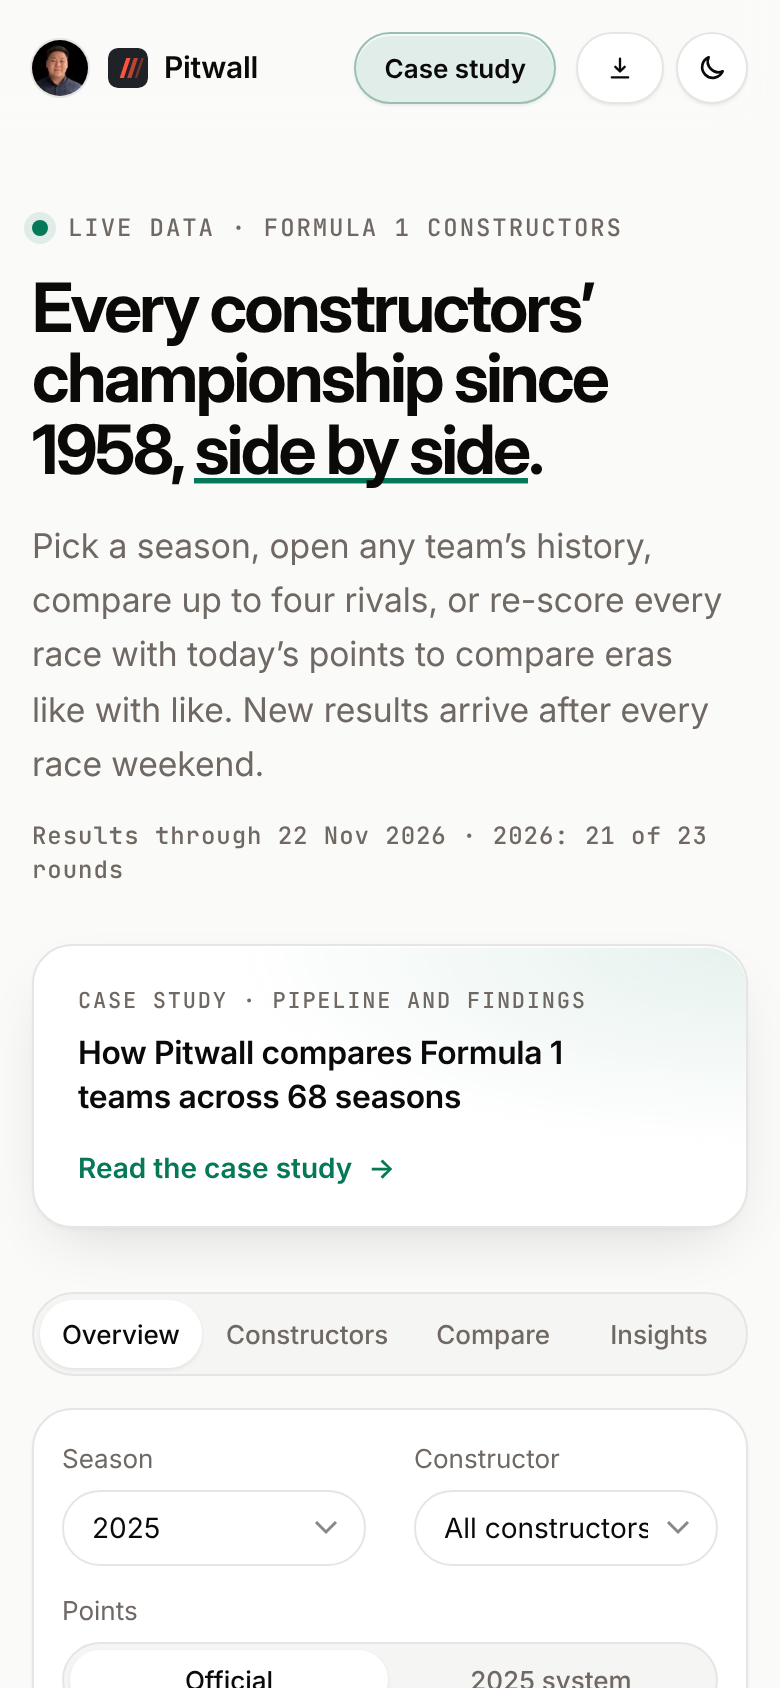 Pitwall
Case study
LIVE DATA · FORMULA 1 CONSTRUCTORS
Every constructors’
championship since
1958, side by side.
Pick a season, open any team’s history,
compare up to four rivals, or re-score every
race with today’s points to compare eras
like with like. New results arrive after every
race weekend.
Results through 22 Nov 2026 · 2026: 21 of 23
rounds
CASE STUDY · PIPELINE AND FINDINGS
How Pitwall compares Formula 1
teams across 68 seasons
Read the case study →
Overview Constructors Compare Insights
Season Constructor
2025 All constructors
Points
Official 2025 system